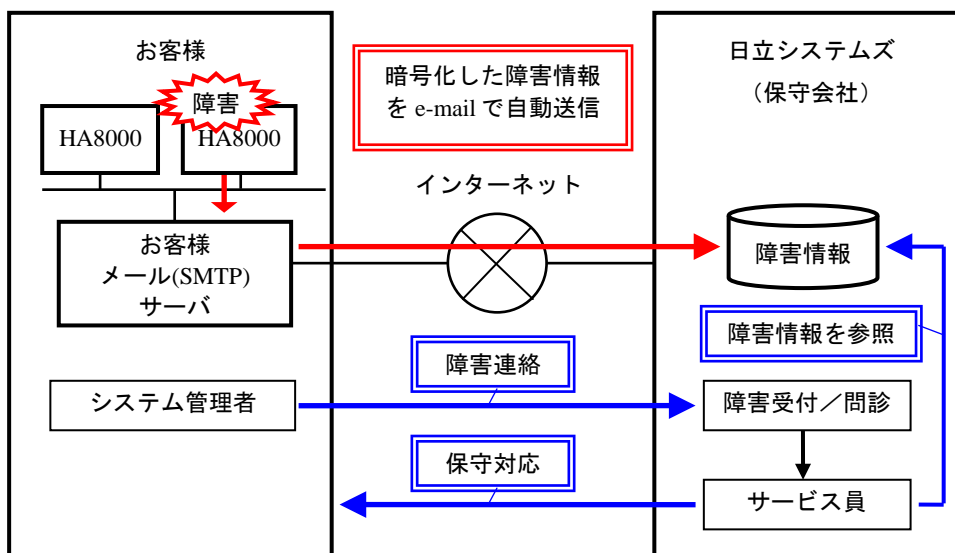 お客様
障害
HA8000
HA8000
お客様
メール(SMTP)
サーバ
システム管理者
暗号化した障害情報
を e-mail で自動送信
インターネット
障害連絡
保守対応
日立システムズ
（保守会社）
障害情報
障害情報を参照
障害受付／問診
サービス員